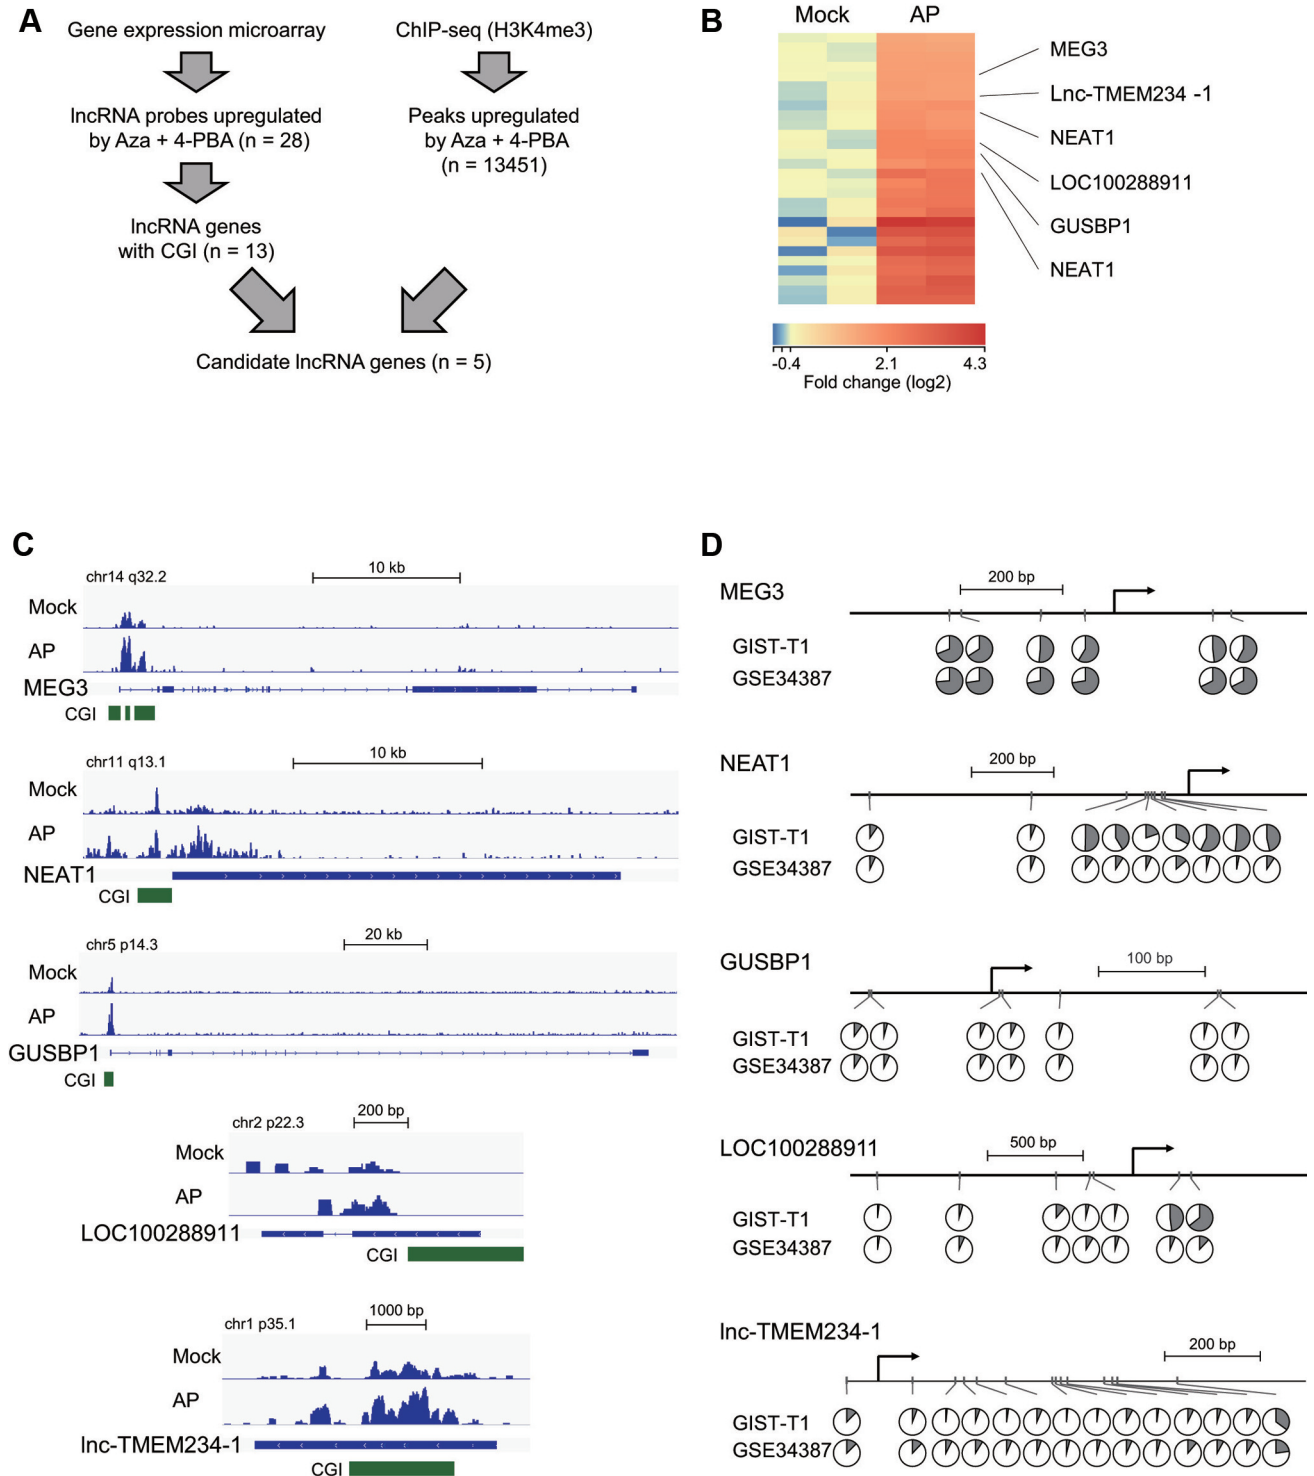 A
Gene expression microarray
ChIP-seq (H3K4me3)
lncRNA probes upregulated
by Aza + 4-PBA (n = 28)
Peaks upregulated
by Aza + 4-PBA
(n = 13451)
lncRNA genes
with CGI (n = 13)
Candidate lncRNA genes (n = 5)
B
Mock AP
MEG3
Lnc-TMEM234 -1
NEAT1
LOC100288911
GUSBP1
NEAT1
-0.4 2.1 4.3
Fold change (log2)
C
chr14 q32.2
10 kb
Mock
AP
MEG3
CGI
chr11 q13.1
10 kb
Mock
AP
NEAT1
CGI
chr5 p14.3
20 kb
Mock
AP
GUSBP1
CGI
chr2 p22.3
200 bp
Mock
AP
LOC100288911
CGI
chr1 p35.1
1000 bp
Mock
AP
lnc-TMEM234-1
CGI
D
MEG3
200 bp
GIST-T1
GSE34387
NEAT1
200 bp
GIST-T1
GSE34387
GUSBP1
100 bp
GIST-T1
GSE34387
LOC100288911
500 bp
GIST-T1
GSE34387
lnc-TMEM234-1
200 bp
GIST-T1
GSE34387